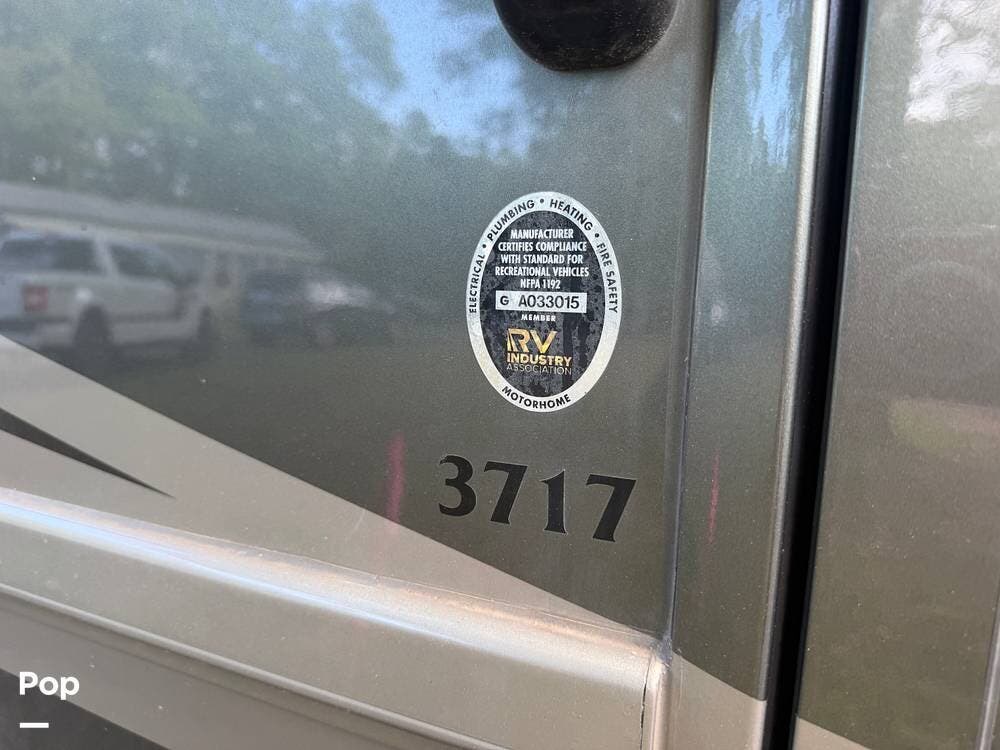 ELECTRICAL • PLUMBING • HEATING • FIRE SAFETY
MANUFACTURER
CERTIFIES COMPLIANCE
WITH STANDARD FOR
RECREATIONAL VEHICLES
NFPA 1192
G A033015
MEMBER
RV
INDUSTRY
ASSOCIATION
MOTORHOME
3717
Pop